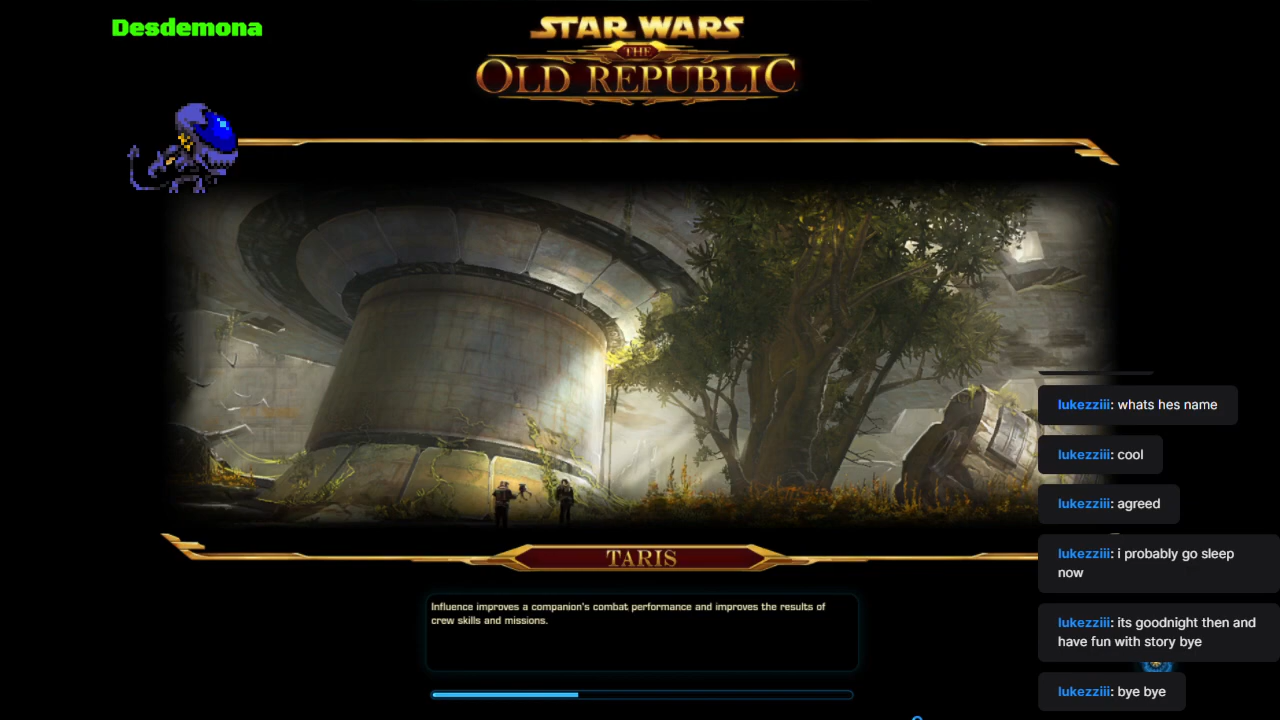 Desdemona
STAR WARS
THE
OLD REPUBLIC
TARIS
Influence improves a companion's combat performance and improves the results of
crew skills and missions.
lukezziii: whats hes name
lukezziii: cool
lukezziii: agreed
lukezziii: i probably go sleep
now
lukezziii: its goodnight then and
have fun with story bye
lukezziii: bye bye